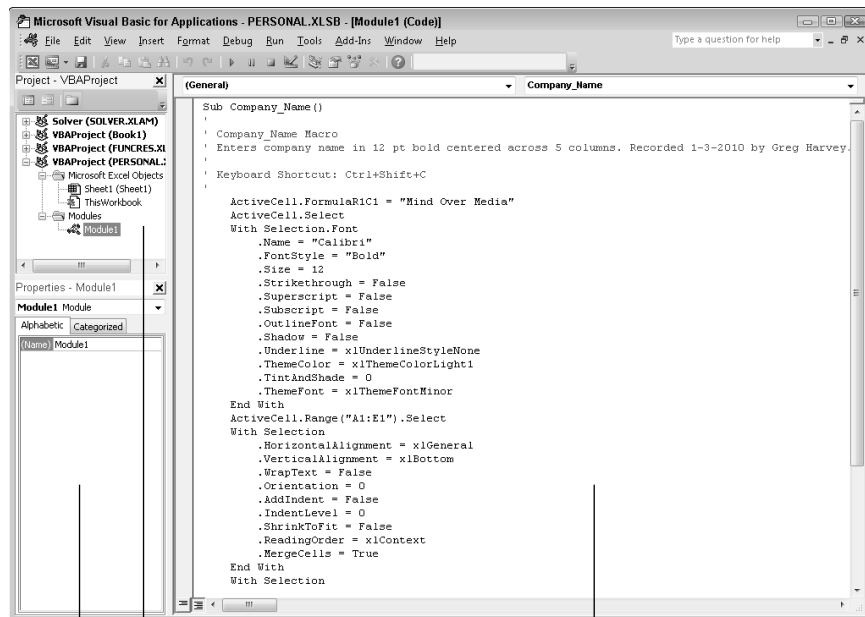 Microsoft Visual Basic for Applications - PERSONAL.XLSB - [Module1 (Code)]
File Edit View Insert Format Debug Run Tools Add-Ins Window Help
Type a question for help
Project - VBAProject
Solver (SOLVER.XLAM)
VBAProject (Book1)
VBAProject (FUNCRES.XL
VBAProject (PERSONAL.:
Microsoft Excel Objects
Sheet1 (Sheet1)
ThisWorkbook
Modules
Module1
Properties - Module1
Module1 Module
Alphabetic Categorized
(Name) Module1
(General) Company_Name
Sub Company_Name()
'
' Company_Name Macro
' Enters company name in 12 pt bold centered across 5 columns. Recorded 1-3-2010 by Greg Harvey.
'
' Keyboard Shortcut: Ctrl+Shift+C
'
ActiveCell.FormulaR1C1 = "Mind Over Media"
ActiveCell.Select
With Selection.Font
.Name = "Calibri"
.FontStyle = "Bold"
.Size = 12
.Strikethrough = False
.Superscript = False
.Subscript = False
.OutlineFont = False
.Shadow = False
.Underline = xlUnderlineStyleNone
.ThemeColor = xlThemeColorLight1
.TintAndShade = 0
.ThemeFont = xlThemeFontMinor
End With
ActiveCell.Range("A1:E1").Select
With Selection
.HorizontalAlignment = xlGeneral
.VerticalAlignment = xlBottom
.WrapText = False
.Orientation = 0
.AddIndent = False
.IndentLevel = 0
.ShrinkToFit = False
.ReadingOrder = xlContext
.MergeCells = True
End With
With Selection